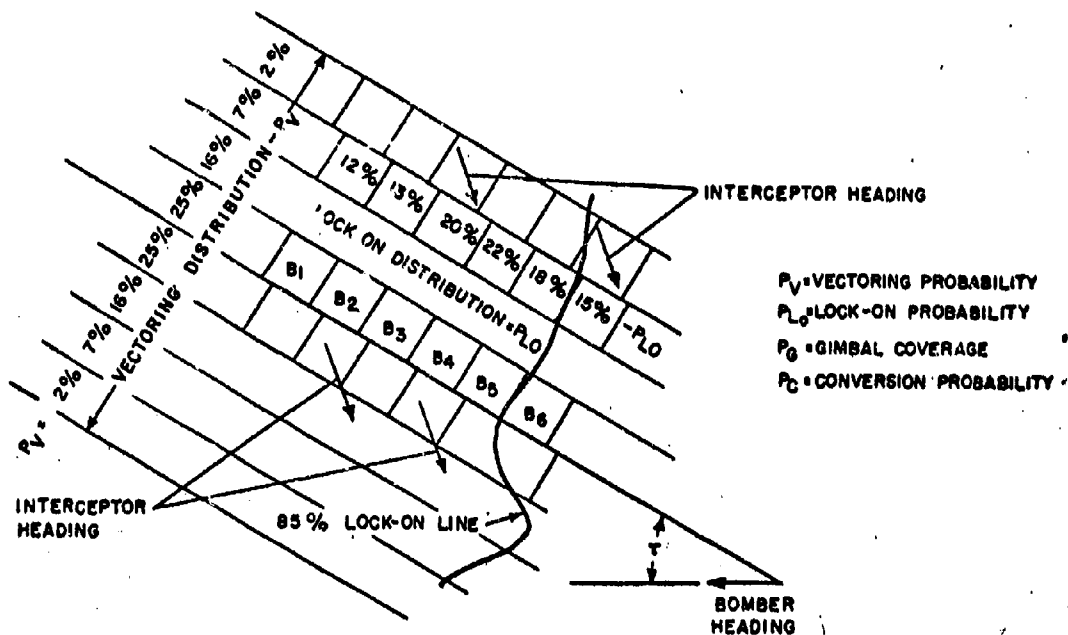 PV = 2% 7% 16% 25% 25% 16% 7% 2%
VECTORING DISTRIBUTION - PV
12% 13% 20% 22% 18% 15% -PLO
LOCK ON DISTRIBUTION = PLO
B1 B2 B3 B4 B5 B6
INTERCEPTOR HEADING
PV = VECTORING PROBABILITY
PLO = LOCK-ON PROBABILITY
PG = GIMBAL COVERAGE
PC = CONVERSION PROBABILITY
INTERCEPTOR
HEADING
85% LOCK-ON LINE
τ
BOMBER
HEADING